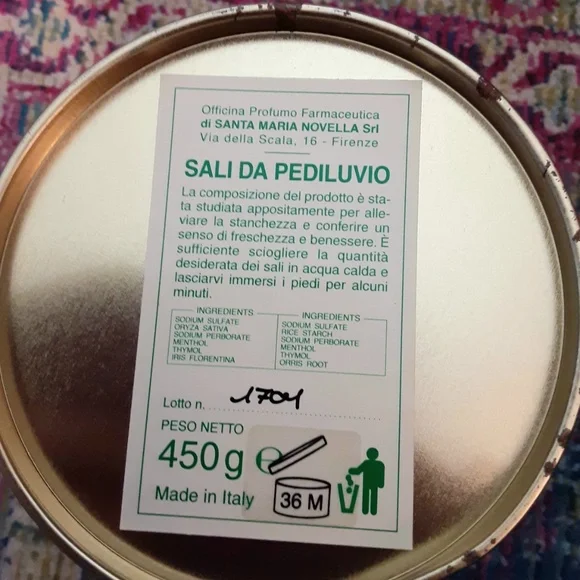 Officina Profumo Farmaceutica
di SANTA MARIA NOVELLA Srl
Via della Scala, 16 - Firenze
SALI DA PEDILUVIO
La composizione del prodotto è sta-
ta studiata appositamente per alle-
viare la stanchezza e conferire un
senso di freschezza e benessere. È
sufficiente sciogliere la quantità
desiderata dei sali in acqua calda e
lasciarvi immersi i piedi per alcuni
minuti.
INGREDIENTS
SODIUM SULFATE
ORYZA SATIVA
SODIUM PERBORATE
MENTHOL
THYMOL
IRIS FLORENTINA
INGREDIENTS
SODIUM SULFATE
RICE STARCH
SODIUM PERBORATE
MENTHOL
THYMOL
ORRIS ROOT
Lotto n. 1704
PESO NETTO
450g e
36 M
Made in Italy